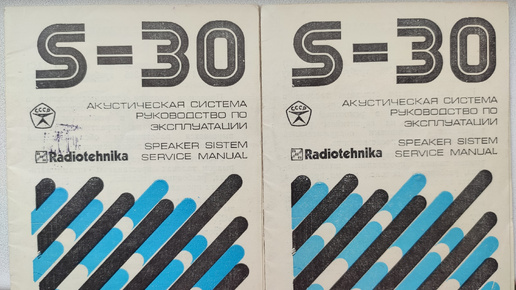 S-30
АКУСТИЧЕСКАЯ СИСТЕМА
РУКОВОДСТВО ПО
ЭКСПЛУАТАЦИИ
СССР
SPEAKER SISTEM
Radiotehnika SERVICE MANUAL
S-30
АКУСТИЧЕСКАЯ СИСТЕМА
РУКОВОДСТВО ПО
ЭКСПЛУАТАЦИИ
СССР
SPEAKER SISTEM
Radiotehnika SERVICE MANUAL